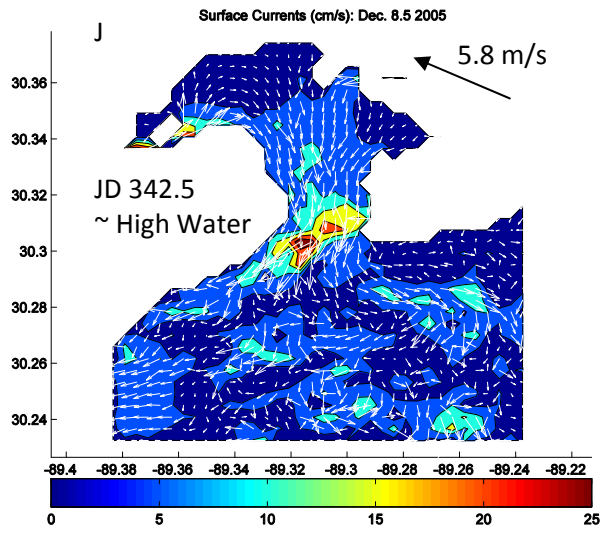 Surface Currents (cm/s): Dec. 8.5 2005
J
5.8 m/s
30.36
30.34
JD 342.5
~ High Water
30.32
30.3
30.28
30.26
30.24
-89.4 -89.38 -89.36 -89.34 -89.32 -89.3 -89.28 -89.26 -89.24 -89.22
0 5 10 15 20 25